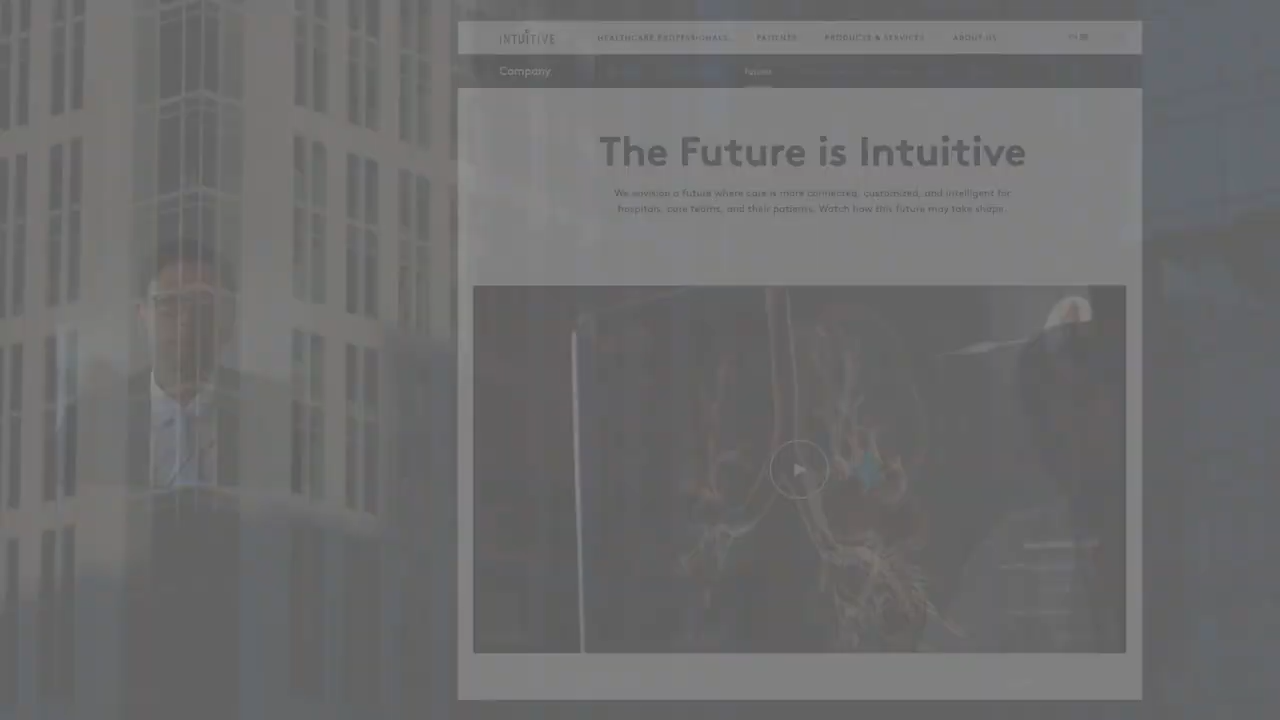 INTUITIVE
HEALTHCARE PROFESSIONALS
PATIENTS
PRODUCTS & SERVICES
ABOUT US
Company
Future
The Future is Intuitive
We envision a future where care is more connected, customized, and intelligent for
hospitals, care teams, and their patients. Watch how this future may take shape.